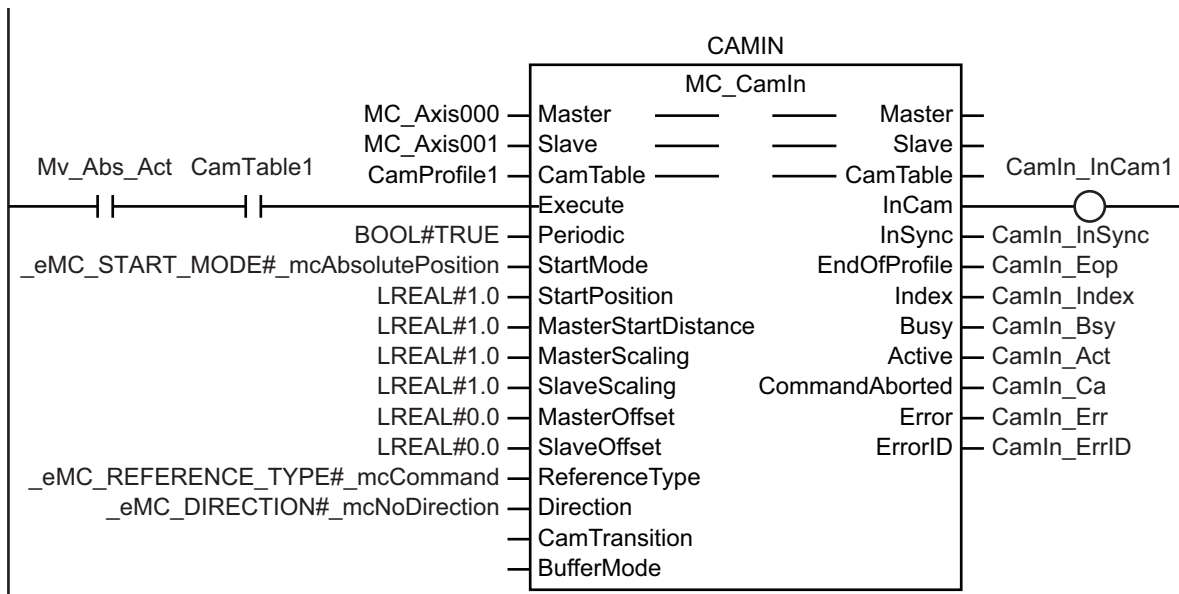 CAMIN
MC_CamIn
MC_Axis000 Master Master
MC_Axis001 Slave Slave
Mv_Abs_Act CamTable1 CamProfile1 CamTable CamTable CamIn_InCam1
Execute InCam
BOOL#TRUE Periodic InSync CamIn_InSync
_eMC_START_MODE#_mcAbsolutePosition StartMode EndOfProfile CamIn_Eop
LREAL#1.0 StartPosition Index CamIn_Index
LREAL#1.0 MasterStartDistance Busy CamIn_Bsy
LREAL#1.0 MasterScaling Active CamIn_Act
LREAL#1.0 SlaveScaling CommandAborted CamIn_Ca
LREAL#0.0 MasterOffset Error CamIn_Err
LREAL#0.0 SlaveOffset ErrorID CamIn_ErrID
_eMC_REFERENCE_TYPE#_mcCommand ReferenceType
_eMC_DIRECTION#_mcNoDirection Direction
CamTransition
BufferMode